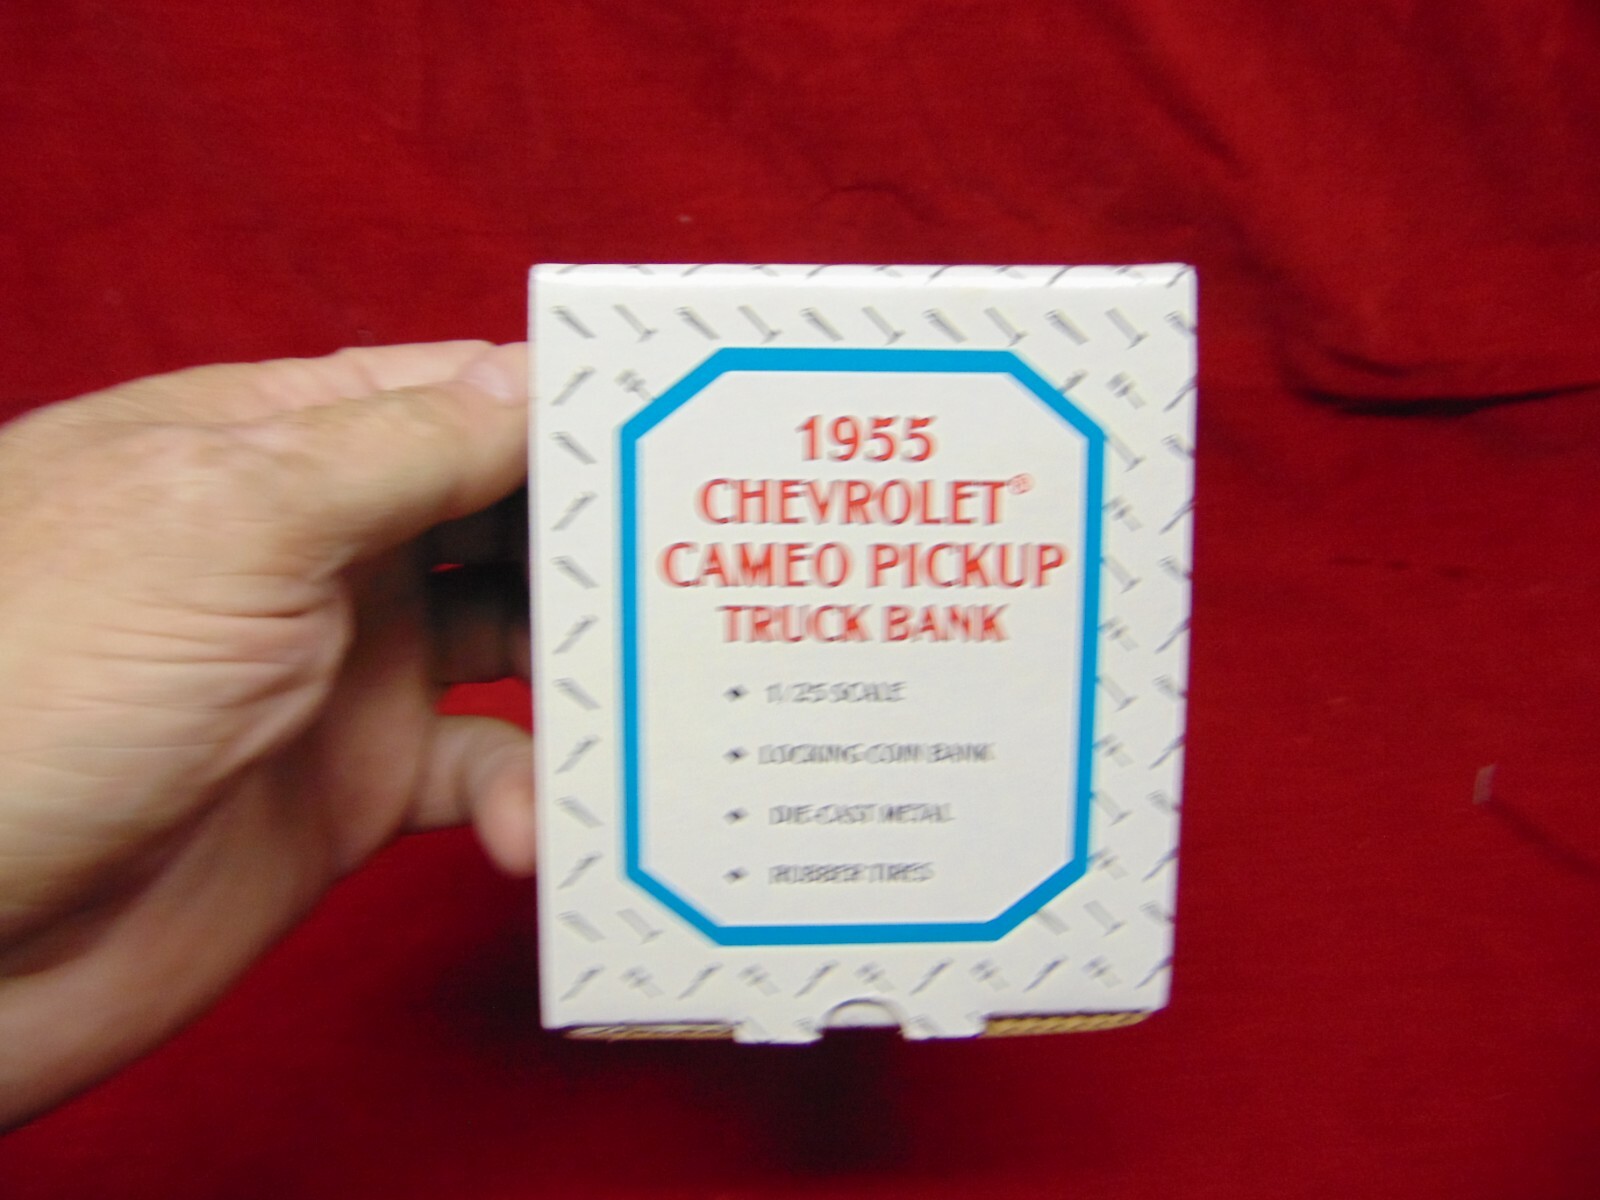 1955
CHEVROLET®
CAMEO PICKUP
TRUCK BANK
1/25 SCALE
LOCKING COIN BANK
DIE-CAST METAL
RUBBER TIRES